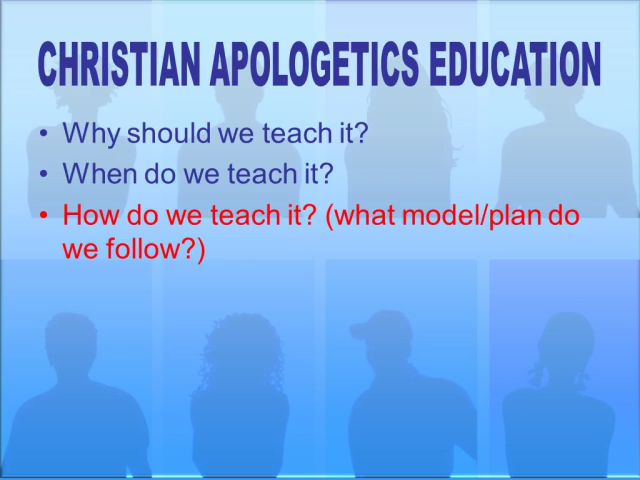 CHRISTIAN APOLOGETICS EDUCATION
• Why should we teach it?
• When do we teach it?
• How do we teach it? (what model/plan do
we follow?)